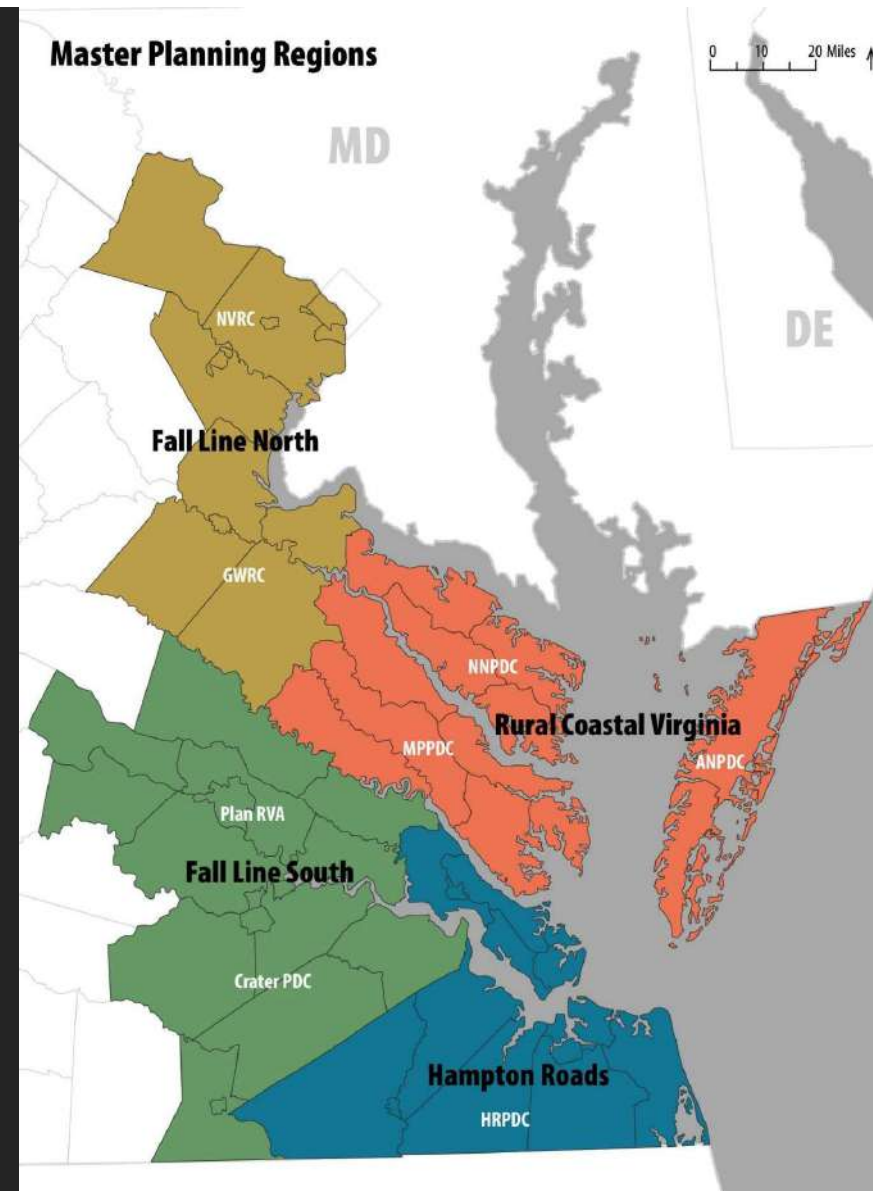 Master Planning Regions
0 10 20 Miles
MD
DE
NVRC
Fall Line North
GWRC
NNPDC
Rural Coastal Virginia
MPPDC
ANPDC
Plan RVA
Fall Line South
Crater PDC
Hampton Roads
HRPDC